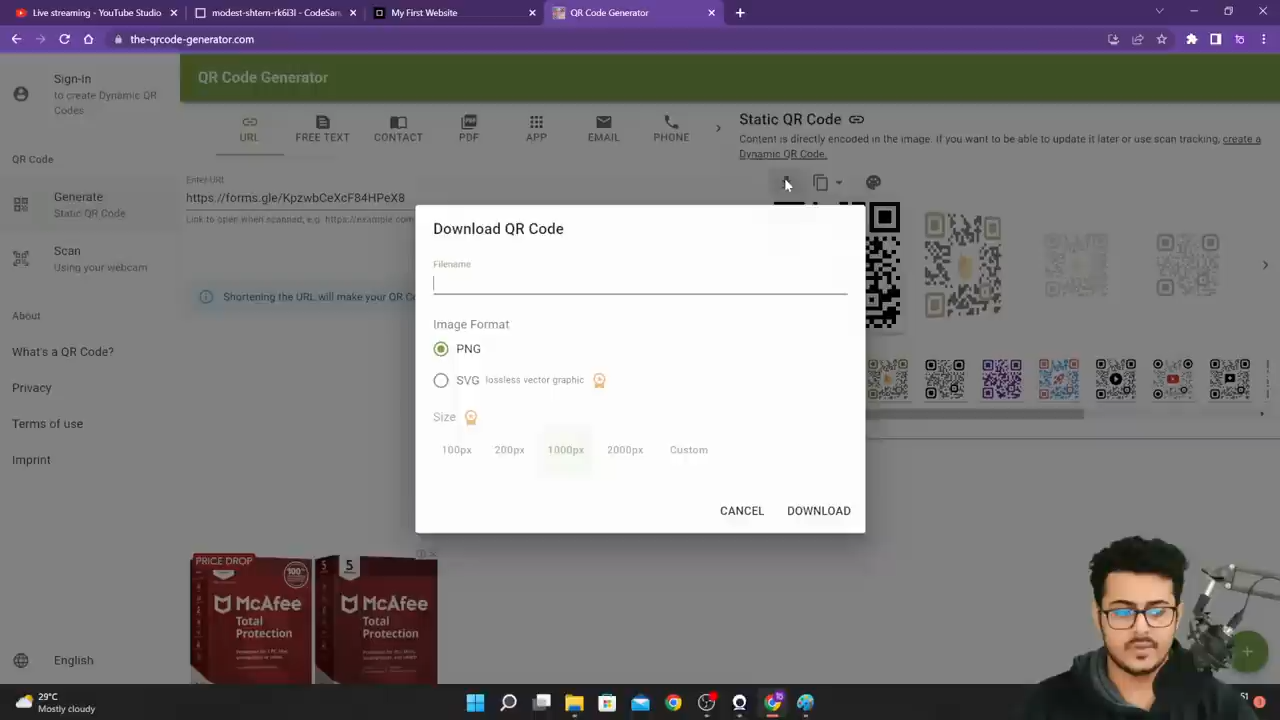 Live streaming - YouTube Studio
modest-shtern-rk6i3l - CodeSan
My First Website
QR Code Generator
the-qrcode-generator.com
Sign-In
to create Dynamic QR
Codes
QR Code
Generate
Static QR Code
Scan
Using your webcam
About
What's a QR Code?
Privacy
Terms of use
Imprint
English
QR Code Generator
URL
FREE TEXT
CONTACT
PDF
APP
EMAIL
PHONE
Enter URL
https://forms.gle/KpzwbCeXcF84HPeX8
Link to open when scanned, e.g. https://example.com
Shortening the URL will make your QR Co
Static QR Code
Content is directly encoded in the image. If you want to be able to update it later or use scan tracking, create a
Dynamic QR Code.
Download QR Code
Filename
Image Format
PNG
SVG lossless vector graphic
Size
100px 200px 1000px 2000px Custom
CANCEL DOWNLOAD
PRICE DROP
100%
McAfee
Total
Protection
5
5
McAfee
Total
Protection
29°C
Mostly cloudy